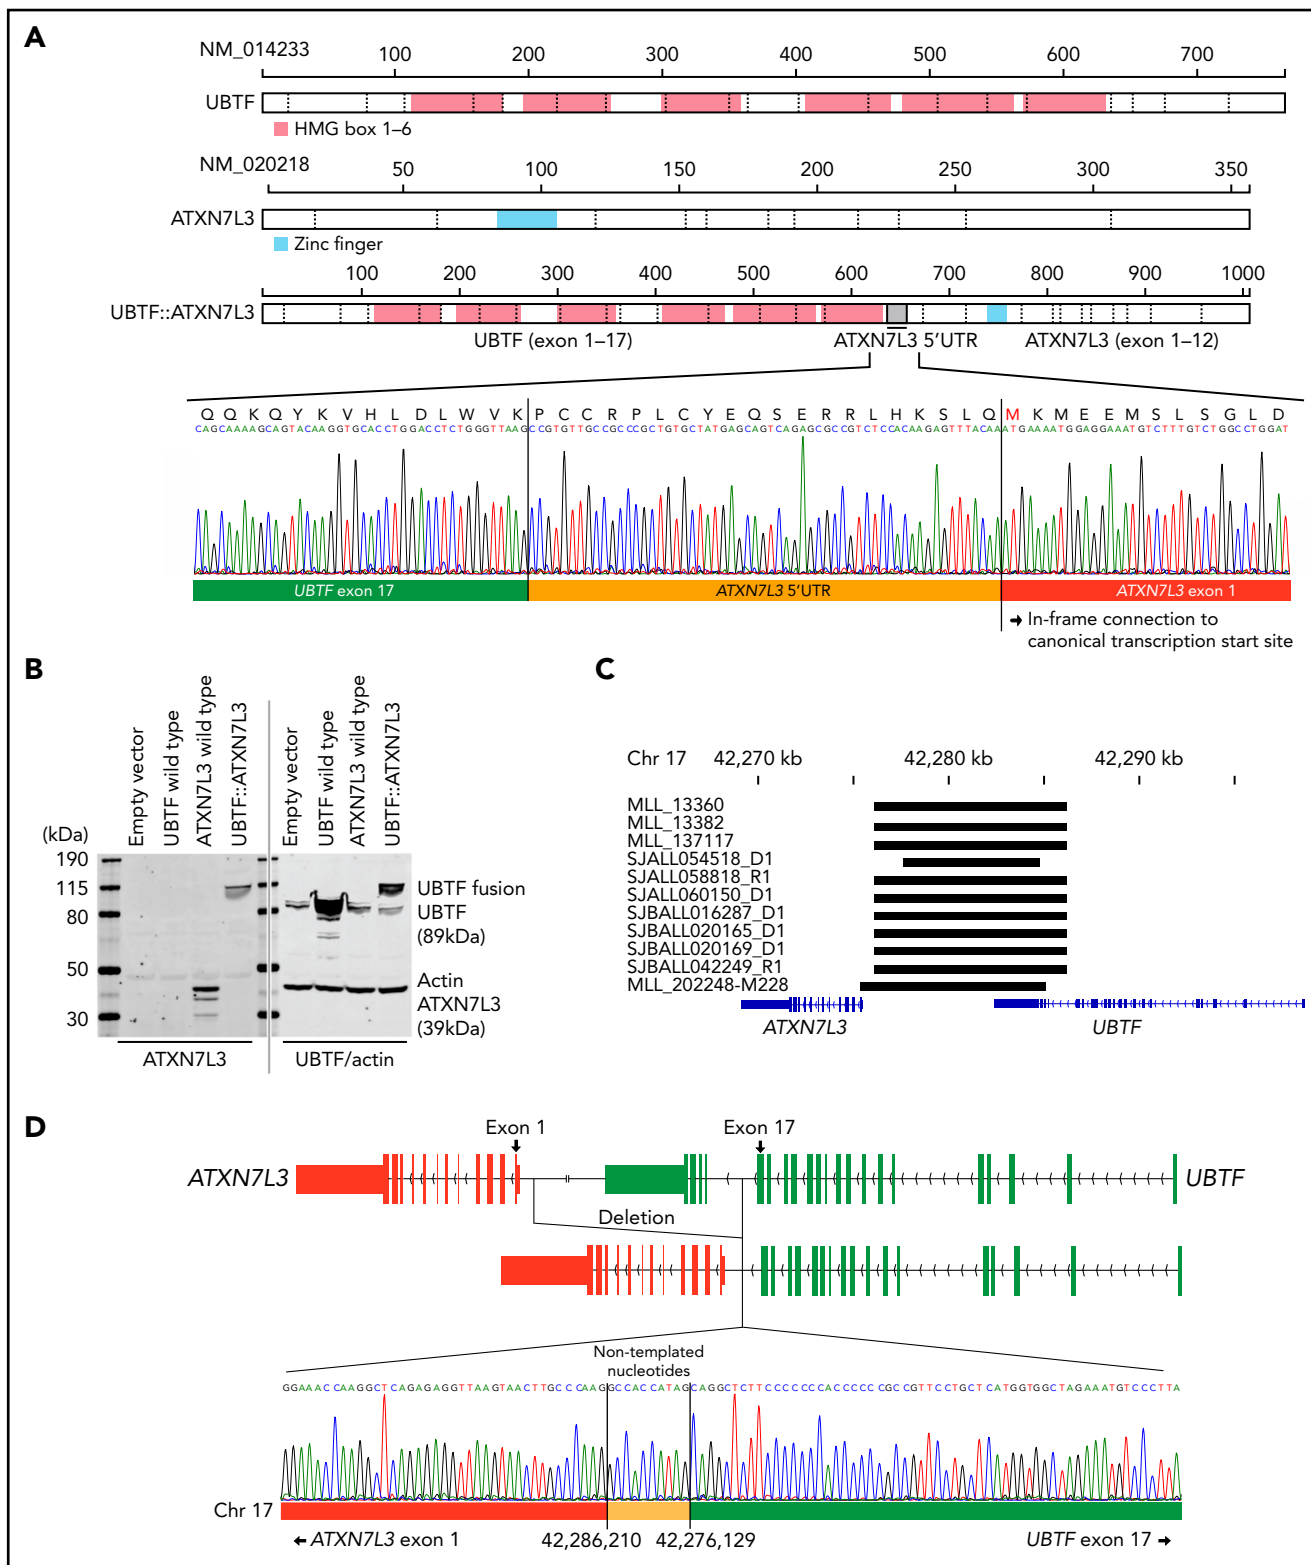 A
NM_014233
100 200 300 400 500 600 700
UBTF
HMG box 1–6
NM_020218
50 100 150 200 250 300 350
ATXN7L3
Zinc finger
100 200 300 400 500 600 700 800 900 1000
UBTF::ATXN7L3
UBTF (exon 1–17) ATXN7L3 5'UTR ATXN7L3 (exon 1–12)
Q Q K Q Y K V H L D L W V K P C C R P L C Y E Q S E R R L H K S L Q M K M E E M S L S G L D
CAGCAAAAGCAGTACAAGGTGCACCTGGACCTCTGGGTTAAGCCGTGTTGCCGCCCGCTGTGCTATGAGCAGTCAGAGCGCCGTCTCCACAAGAGTTTACAAATGAAAATGGAGGAAATGTCTTTGTCTGGCCTGGAT
UBTF exon 17 ATXN7L3 5'UTR ATXN7L3 exon 1
In-frame connection to
canonical transcription start site
B
Empty vector
UBTF wild type
ATXN7L3 wild type
UBTF::ATXN7L3
Empty vector
UBTF wild type
ATXN7L3 wild type
UBTF::ATXN7L3
(kDa)
190
115
80
50
30
UBTF fusion
UBTF
(89kDa)
Actin
ATXN7L3
(39kDa)
ATXN7L3 UBTF/actin
C
Chr 17 42,270 kb 42,280 kb 42,290 kb
MLL_13360
MLL_13382
MLL_137117
SJALL054518_D1
SJALL058818_R1
SJALL060150_D1
SJBALL016287_D1
SJBALL020165_D1
SJBALL020169_D1
SJBALL042249_R1
MLL_202248-M228
ATXN7L3 UBTF
D
Exon 1 Exon 17
ATXN7L3 UBTF
Deletion
Non-templated
nucleotides
GGAAACCAAGGCTCAGAGAGGTTAAGTAACTTGCCCAAGGCCACCATAGCAGGCTCTTCCCCCCCACCCCCCGCCGTTCCTGCTCATGGTGGCTAGAAATGTCCCTTA
Chr 17
ATXN7L3 exon 1 42,286,210 42,276,129 UBTF exon 17